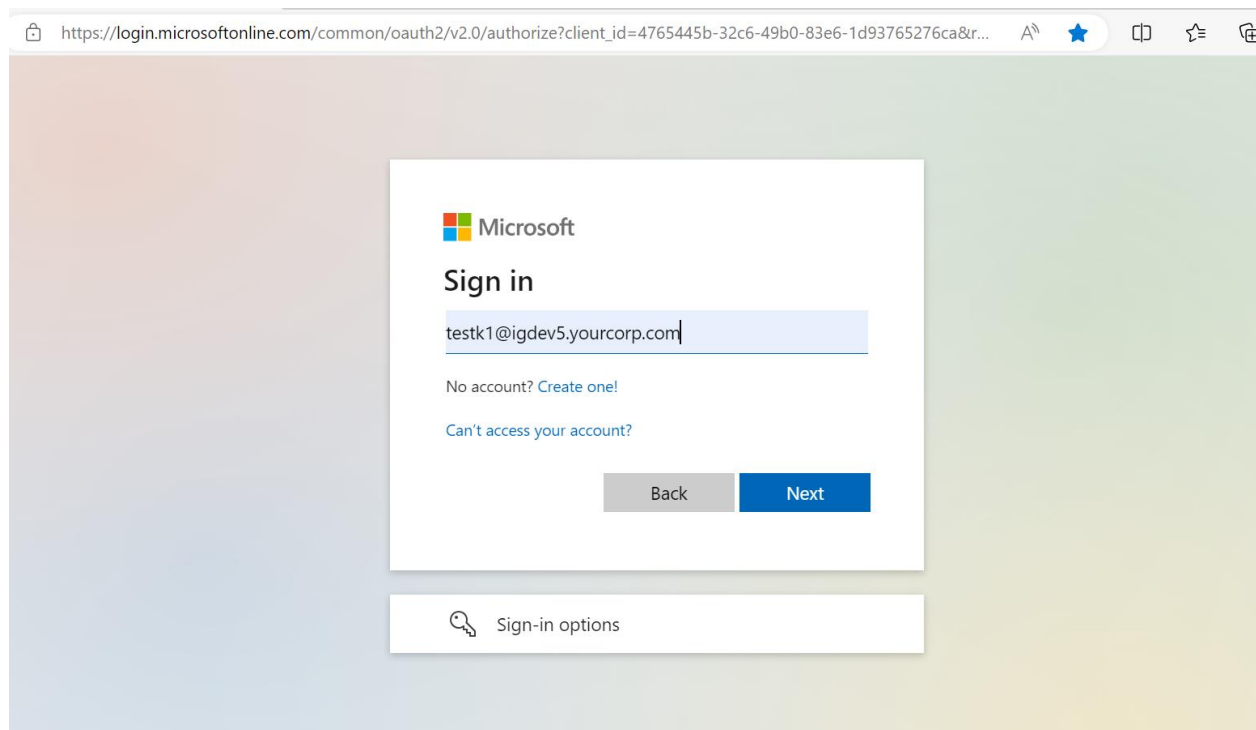 https://login.microsoftonline.com/common/oauth2/v2.0/authorize?client_id=4765445b-32c6-49b0-83e6-1d93765276ca&r...
Microsoft
Sign in
testk1@igdev5.yourcorp.com
No account? Create one!
Can't access your account?
Back Next
Sign-in options